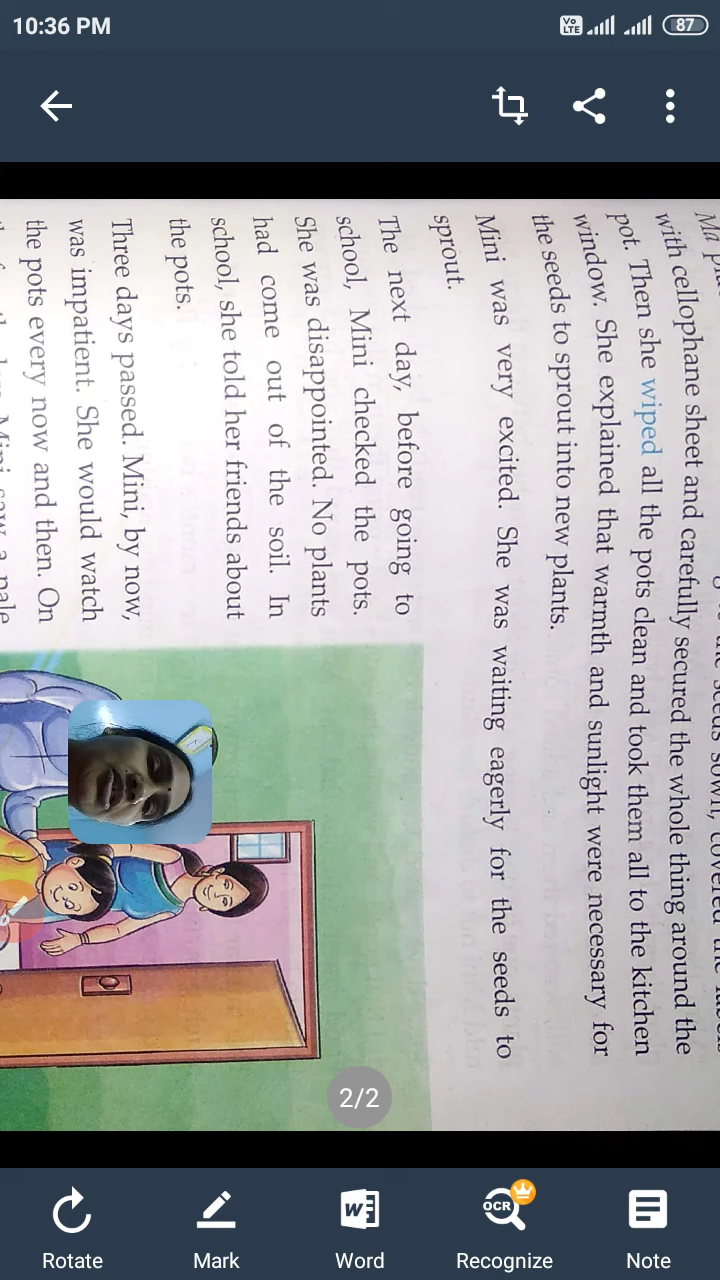 10:36 PM
Vo LTE
87
with cellophane sheet and carefully secured the whole thing around the
pot. Then she wiped all the pots clean and took them all to the kitchen
window. She explained that warmth and sunlight were necessary for
the seeds to sprout into new plants.
Mini was very excited. She was waiting eagerly for the seeds to
sprout.
The next day, before going to
school, Mini checked the pots.
She was disappointed. No plants
had come out of the soil. In
school, she told her friends about
the pots.
Three days passed. Mini, by now,
was impatient. She would watch
the pots every now and then. On
Mini saw a pale
2/2
Rotate
Mark
Word
OCR
Recognize
Note